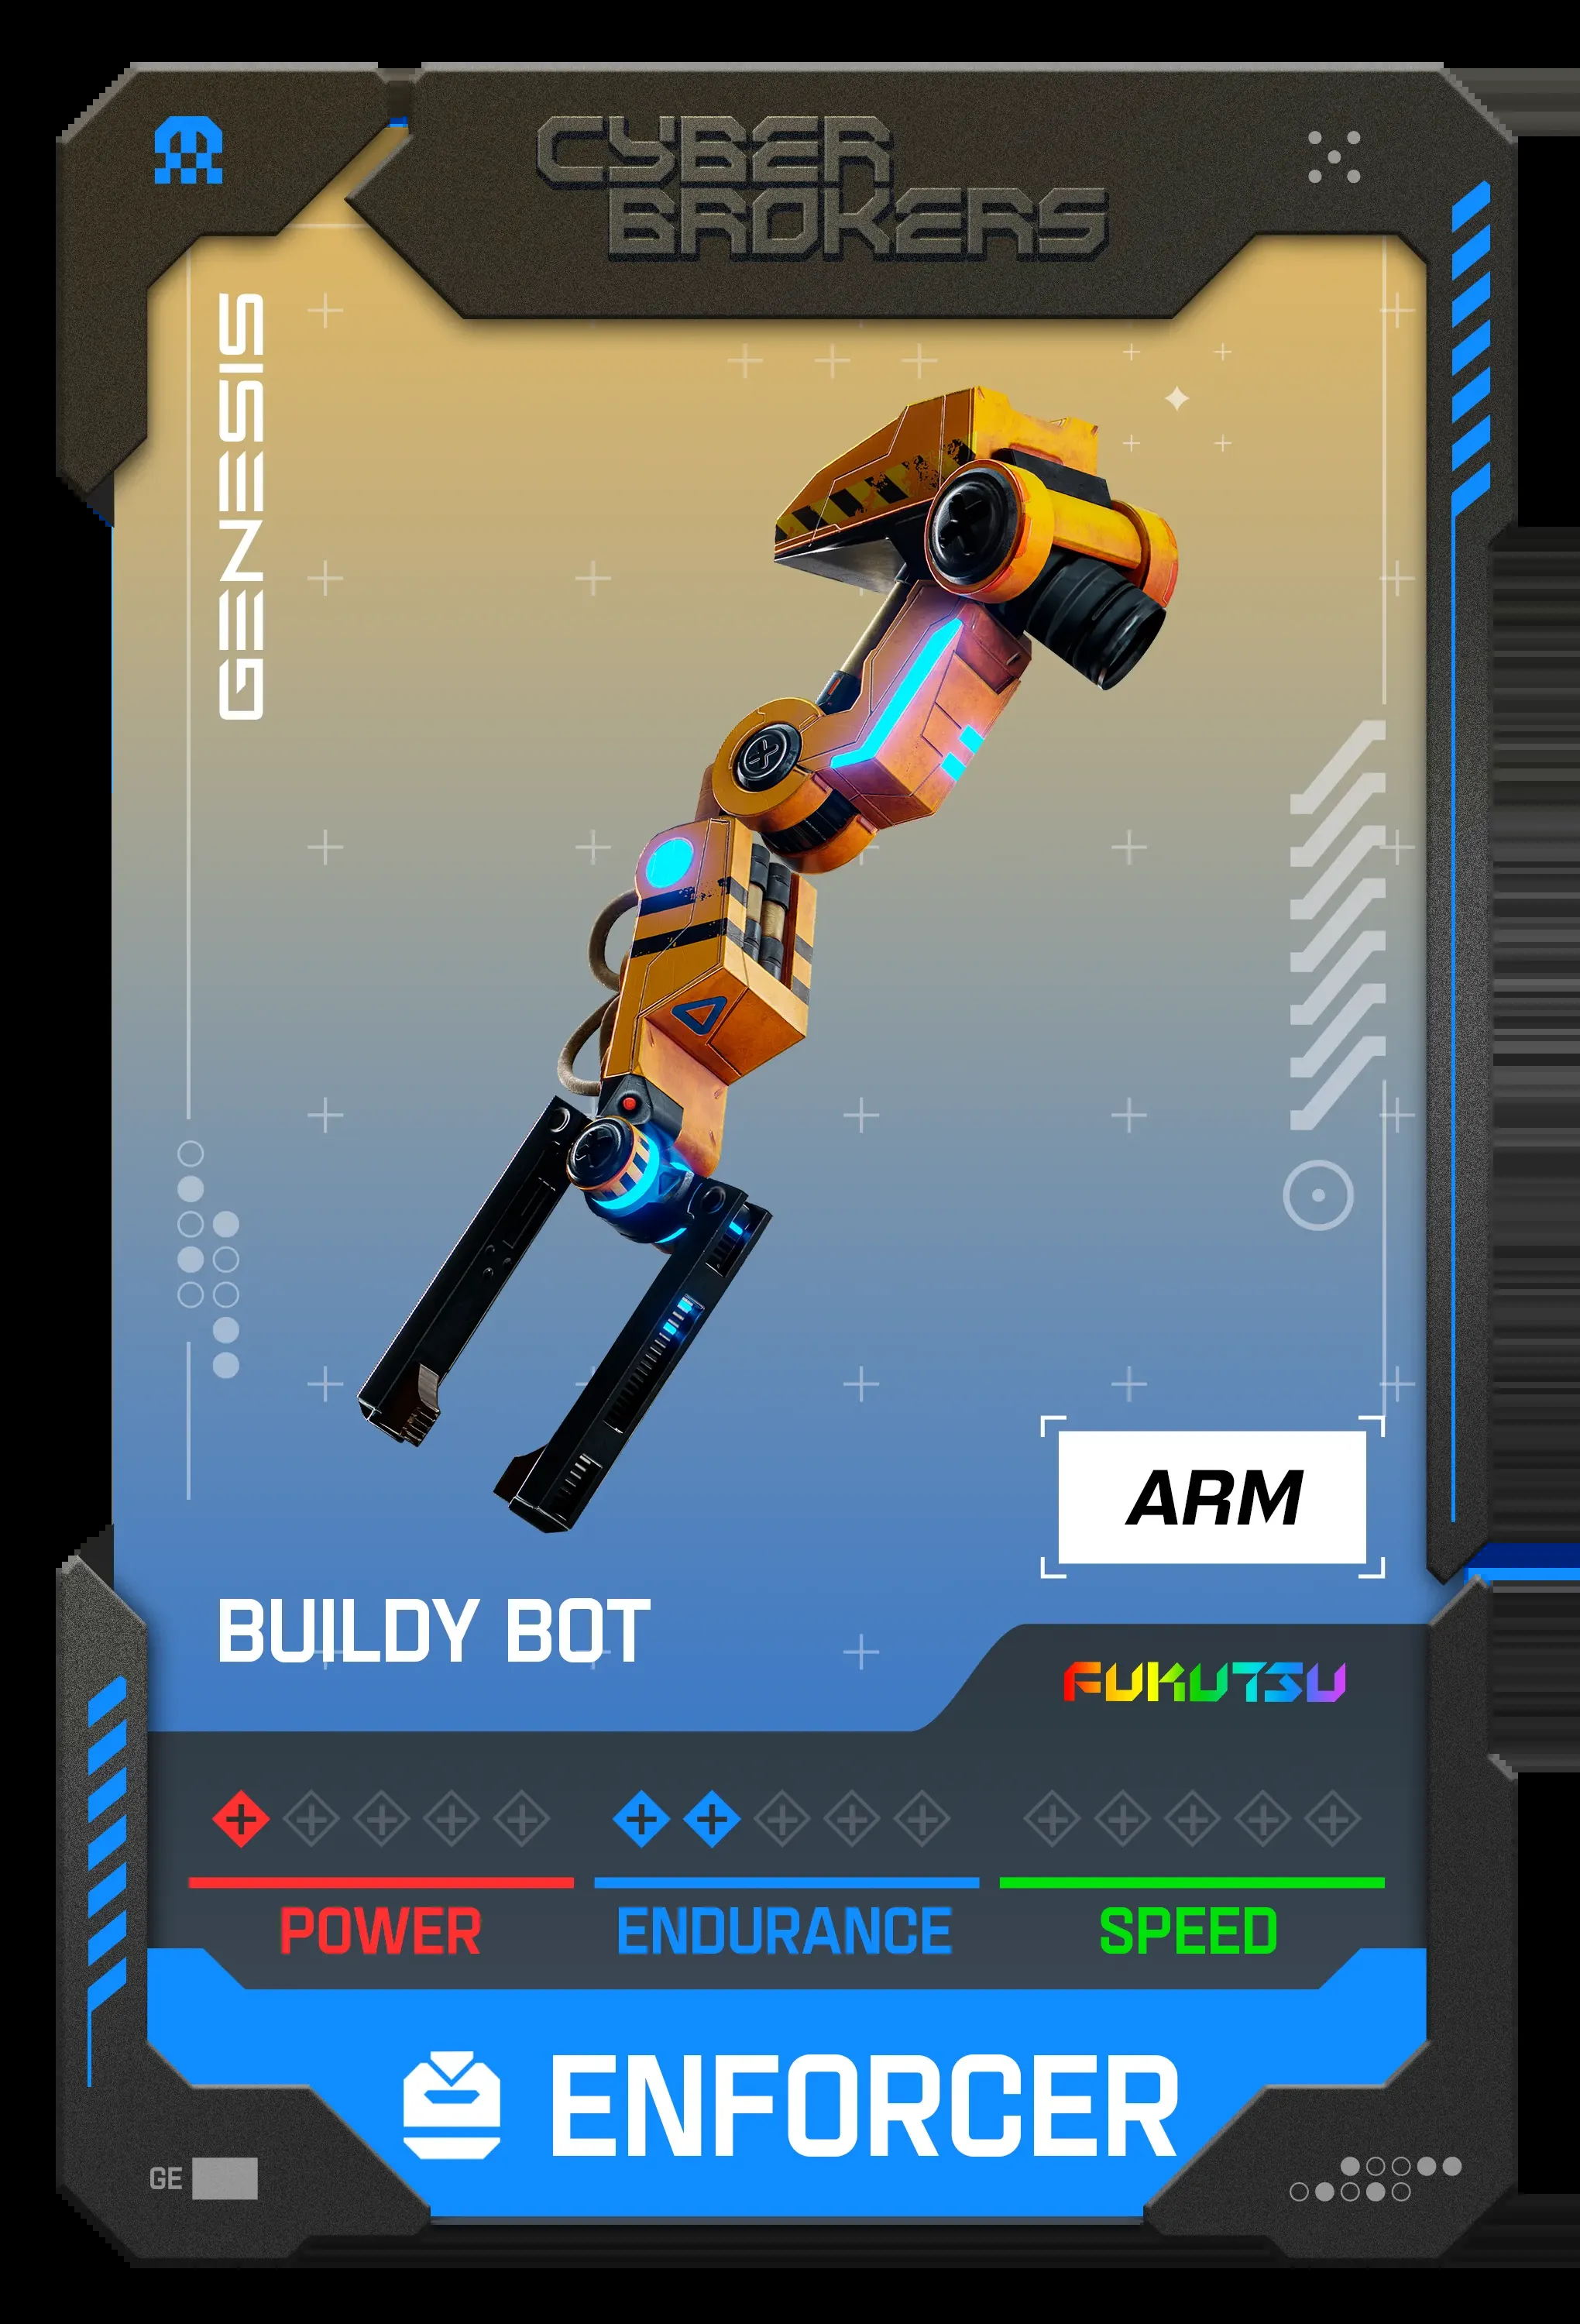 CYBER
BROKERS
GENESIS
ARM
BUILDY BOT
FUKUTSU
POWER
ENDURANCE
SPEED
ENFORCER
GE